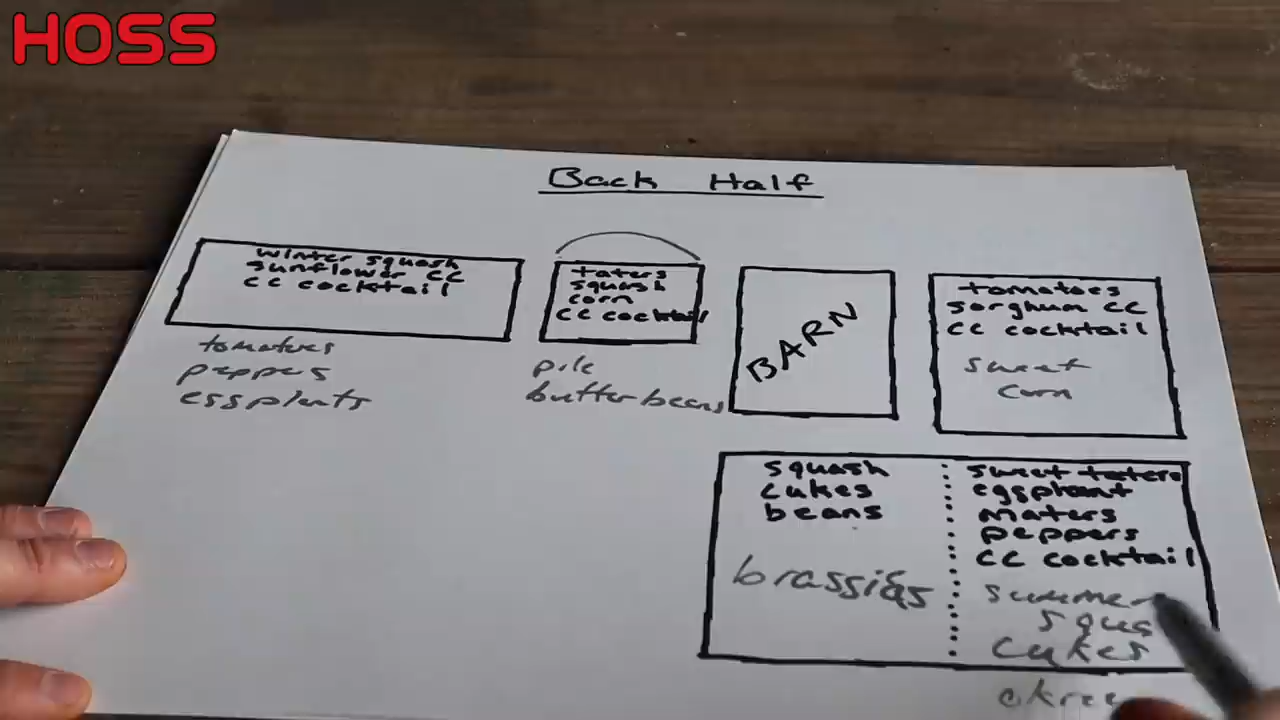 HOSS
Back Half
winter squash
sunflower CC
CC cocktail
tomatoes
peppers
eggplants
taters
squash
corn
CC cocktail
butterbeans
BARN
tomatoes
sorghum CC
CC cocktail
sweet
corn
squash
cukes
beans
brassicas
sweet taters
eggplant
maters
peppers
CC cocktail
summer
squa
cukes